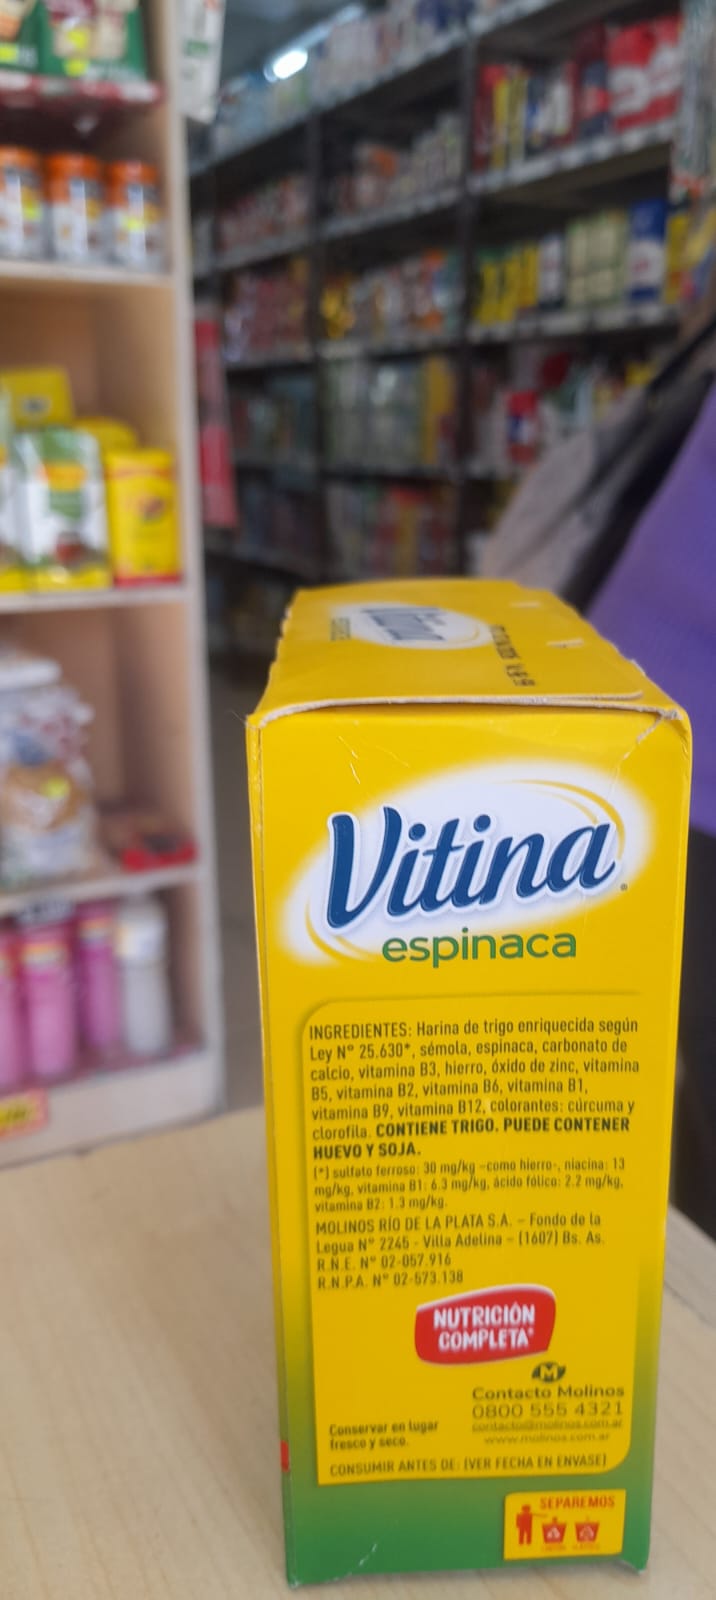 Vitina
Vitina
espinaca
INGREDIENTES: Harina de trigo enriquecida según
Ley N° 25.630*, sémola, espinaca, carbonato de
calcio, vitamina B3, hierro, óxido de zinc, vitamina
B5, vitamina B2, vitamina B6, vitamina B1,
vitamina B9, vitamina B12, colorantes: cúrcuma y
clorofila. CONTIENE TRIGO. PUEDE CONTENER
HUEVO Y SOJA.
(*) sulfato ferroso: 30 mg/kg –como hierro-, niacina: 13
mg/kg, vitamina B1: 6.3 mg/kg, ácido fólico: 2.2 mg/kg,
vitamina B2: 1.3 mg/kg.
MOLINOS RÍO DE LA PLATA S.A. – Fondo de la
Legua N° 2245 - Villa Adelina – (1607) Bs. As.
R.N.E. N° 02-057.916
R.N.P.A. N° 02-573.138
NUTRICIÓN
COMPLETA*
M
Contacto Molinos
0800 555 4321
contacto@molinos.com.ar
www.molinos.com.ar
Conservar en lugar
fresco y seco.
CONSUMIR ANTES DE: (VER FECHA EN ENVASE)
SEPAREMOS